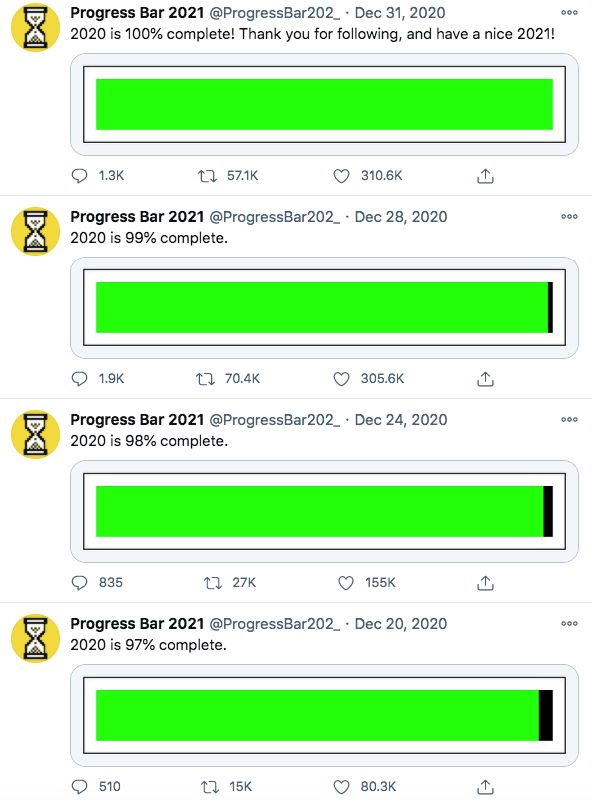 Progress Bar 2021 @ProgressBar202_ · Dec 31, 2020
2020 is 100% complete! Thank you for following, and have a nice 2021!
1.3K 57.1K 310.6K
Progress Bar 2021 @ProgressBar202_ · Dec 28, 2020
2020 is 99% complete.
1.9K 70.4K 305.6K
Progress Bar 2021 @ProgressBar202_ · Dec 24, 2020
2020 is 98% complete.
835 27K 155K
Progress Bar 2021 @ProgressBar202_ · Dec 20, 2020
2020 is 97% complete.
510 15K 80.3K